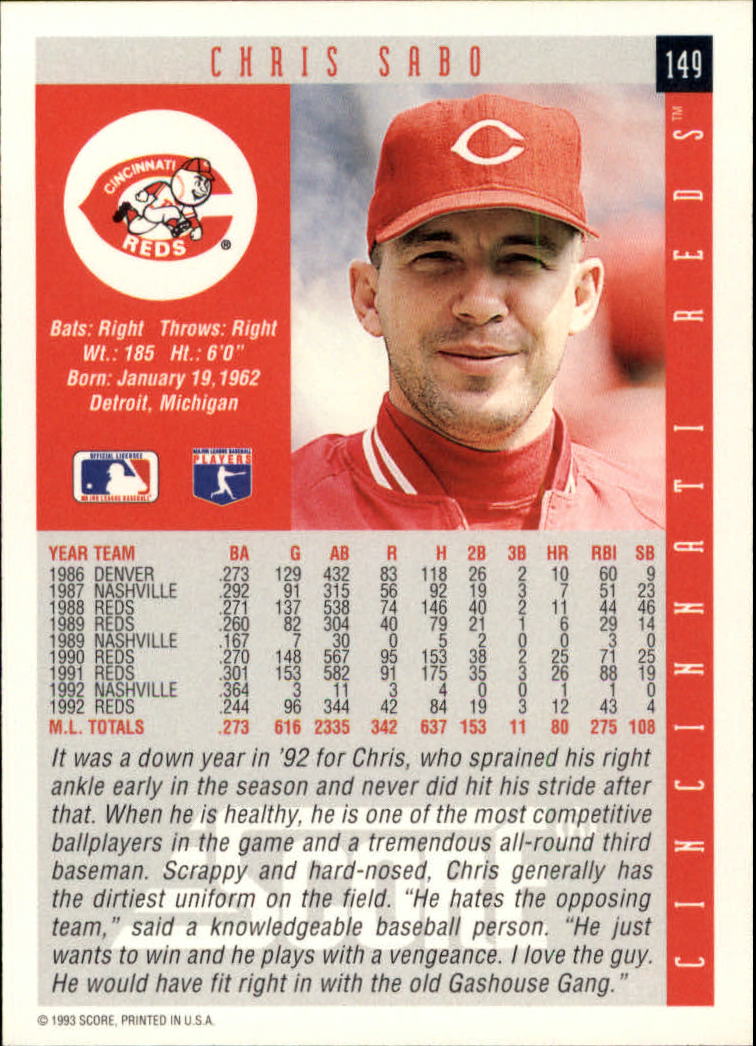 CHRIS SABO
149
CINCINNATI
REDS
®
Bats: Right Throws: Right
Wt.: 185 Ht.: 6'0"
Born: January 19, 1962
Detroit, Michigan
OFFICIAL LICENSEE
MAJOR LEAGUE BASEBALL
MAJOR LEAGUE BASEBALL
PLAYERS
C
CINCINNATI REDS™
YEAR TEAM BA G AB R H 2B 3B HR RBI SB
1986 DENVER .273 129 432 83 118 26 2 10 60 9
1987 NASHVILLE .292 91 315 56 92 19 3 7 51 23
1988 REDS .271 137 538 74 146 40 2 11 44 46
1989 REDS .260 82 304 40 79 21 1 6 29 14
1989 NASHVILLE .167 7 30 0 5 2 0 0 3 0
1990 REDS .270 148 567 95 153 38 2 25 71 25
1991 REDS .301 153 582 91 175 35 3 26 88 19
1992 NASHVILLE .364 3 11 3 4 0 0 1 1 0
1992 REDS .244 96 344 42 84 19 3 12 43 4
M.L. TOTALS .273 616 2335 342 637 153 11 80 275 108
It was a down year in '92 for Chris, who sprained his right
ankle early in the season and never did hit his stride after
that. When he is healthy, he is one of the most competitive
ballplayers in the game and a tremendous all-round third
baseman. Scrappy and hard-nosed, Chris generally has
the dirtiest uniform on the field. “He hates the opposing
team,” said a knowledgeable baseball person. “He just
wants to win and he plays with a vengeance. I love the guy.
He would have fit right in with the old Gashouse Gang.”
SCORE™
© 1993 SCORE, PRINTED IN U.S.A.